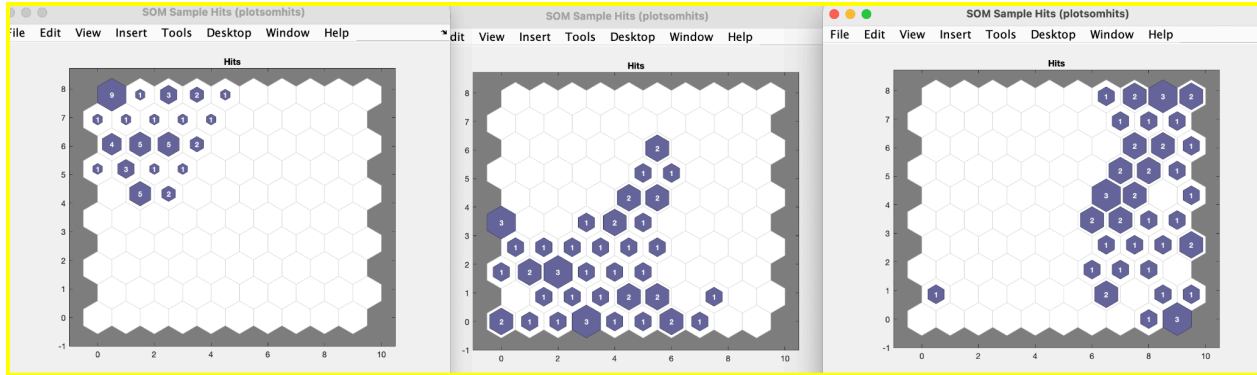 SOM Sample Hits (plotsomhits)
File Edit View Insert Tools Desktop Window Help
Hits
8
9 1 3 2 1
7
1 1 1 1 1
6
4 5 5 2
5
1 3 1 1
4
5 2
3
2
1
0
-1
0 2 4 6 8 10
SOM Sample Hits (plotsomhits)
dit View Insert Tools Desktop Window Help
Hits
8
7
6
2
5
1 1
4
2 2
3
3 1 2 1
1 1 1 1 1 1
2
1 2 3 1 1 1
1
1 1 1 2 2 1
0
2 1 1 3 1 1 2 1
-1
0 2 4 6 8 10
SOM Sample Hits (plotsomhits)
File Edit View Insert Tools Desktop Window Help
Hits
8
1 2 3 2
7
1 1 1
6
2 2 1
5
2 2 1
4
3 2 1
3
2 2 1 1
1 1 1 2
2
1 1 1
1
1 2 1 1
0
1 3
-1
0 2 4 6 8 10